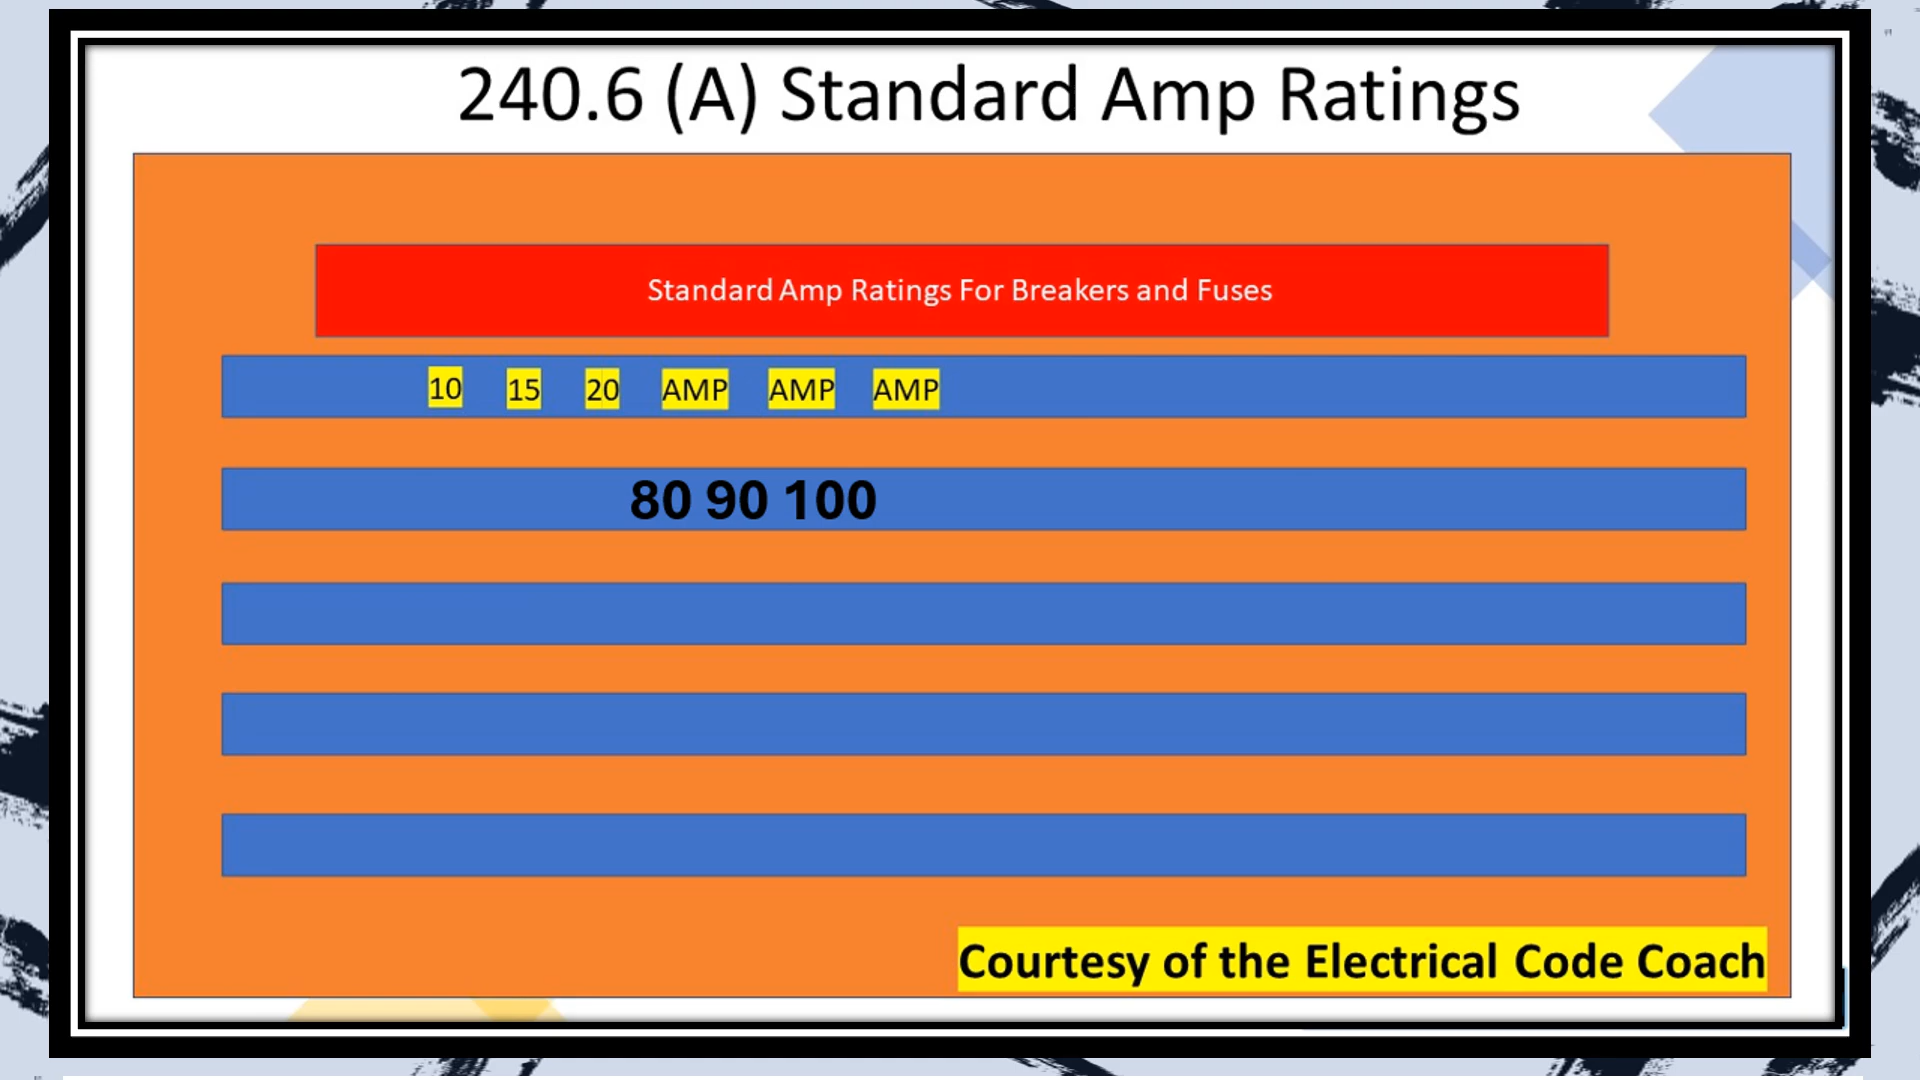 240.6 (A) Standard Amp Ratings
Standard Amp Ratings For Breakers and Fuses
10 15 20 AMP AMP AMP
80 90 100
Courtesy of the Electrical Code Coach